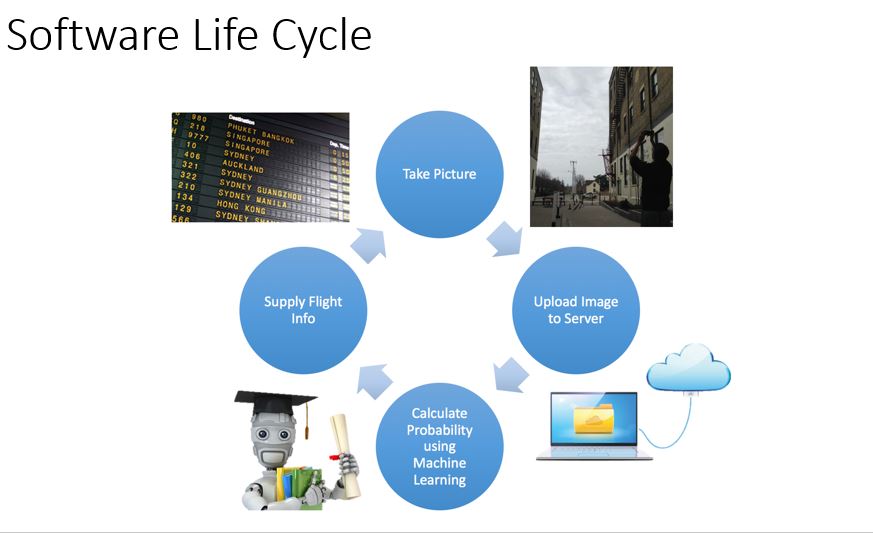 Software Life Cycle
Take Picture
Upload Image
to Server
Calculate
Probability
using
Machine
Learning
Supply Flight
Info
Destination
980 PHUKET BANGKOK
218 SINGAPORE
9777 SINGAPORE
10 SYDNEY
406 AUCKLAND
321 SYDNEY
322 SYDNEY GUANGZHOU
210 SYDNEY MANILA
134 HONG KONG
129 SYDNEY
566